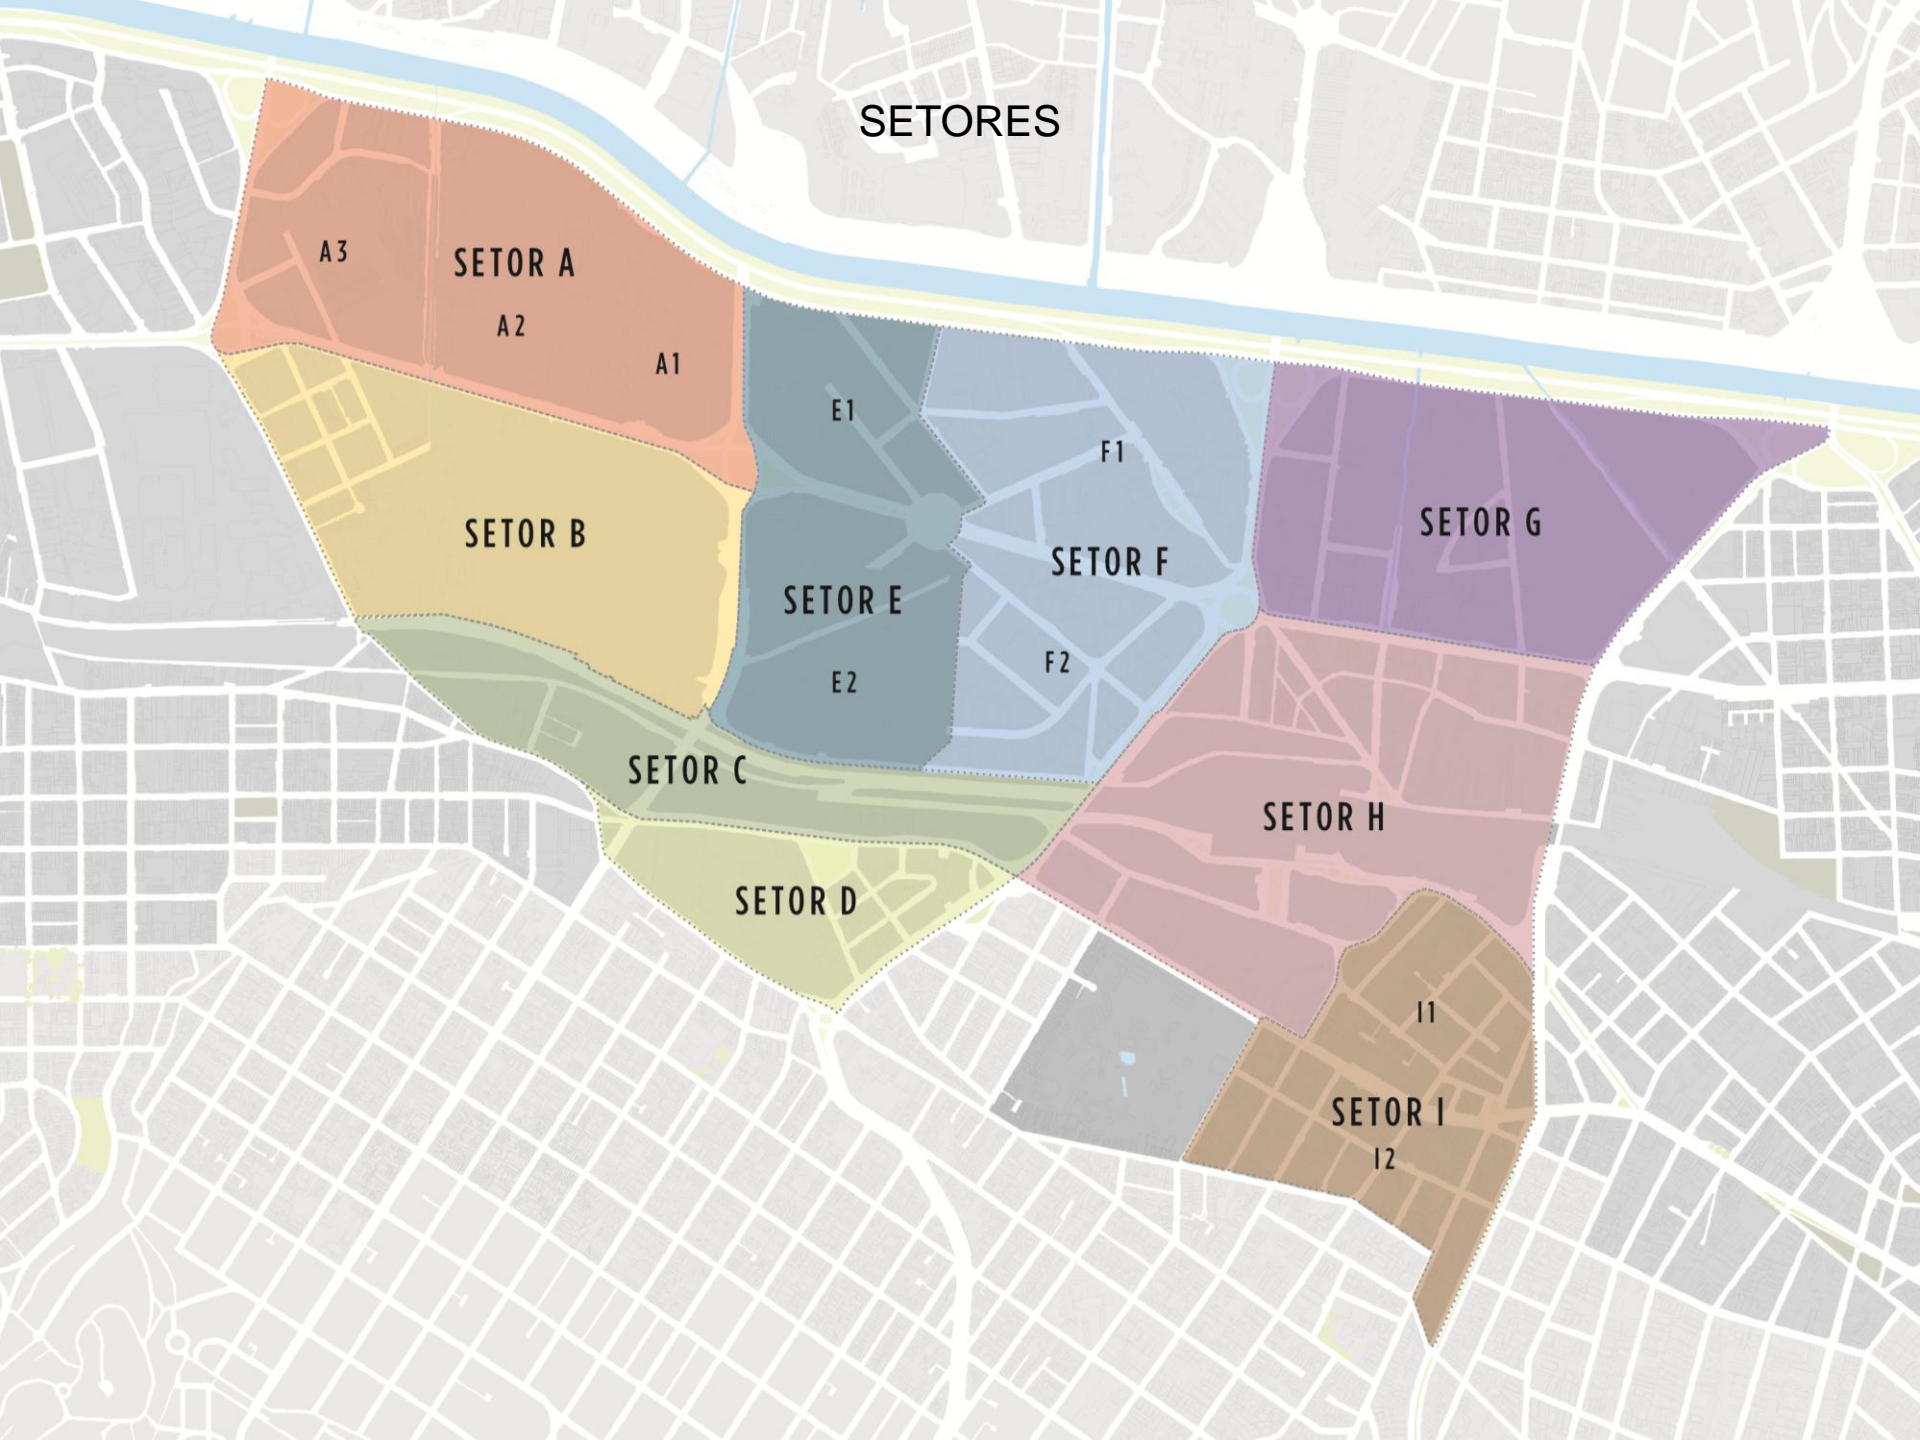 SETORES
A3
SETOR A
A2
A1
E1
F1
SETOR B
SETOR G
SETOR F
SETOR E
F2
E2
SETOR C
SETOR H
SETOR D
I1
SETOR I
I2